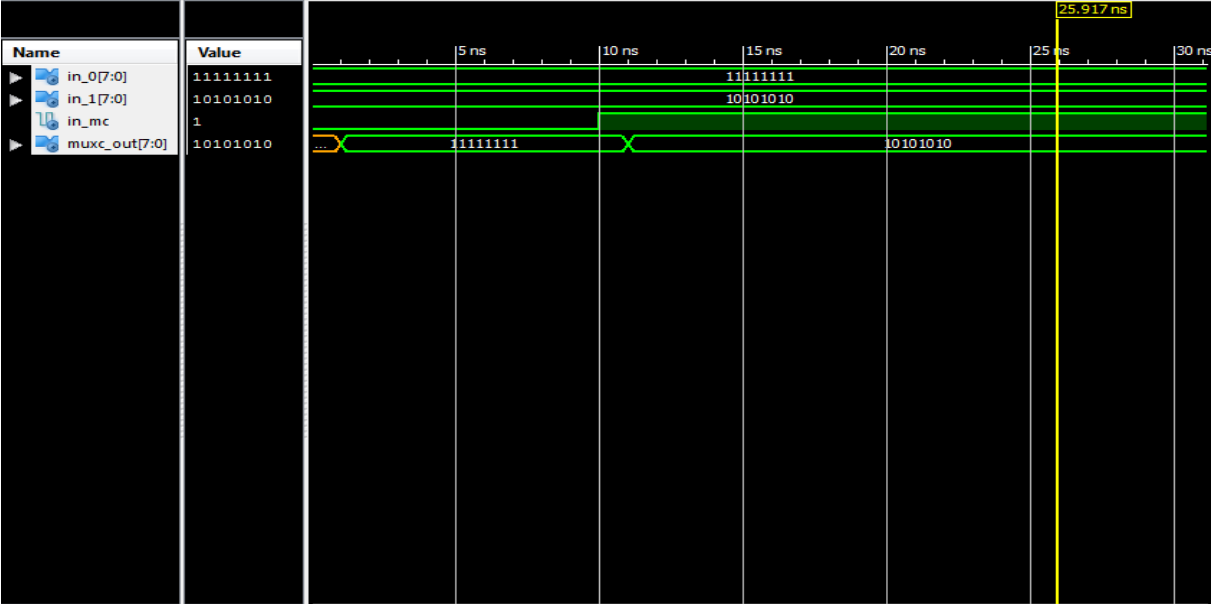 25.917 ns
Name Value
5 ns 10 ns 15 ns 20 ns 25 ns 30 ns
in_0[7:0] 11111111 11111111
in_1[7:0] 10101010 10101010
in_mc 1
muxc_out[7:0] 10101010 ... 11111111 10101010